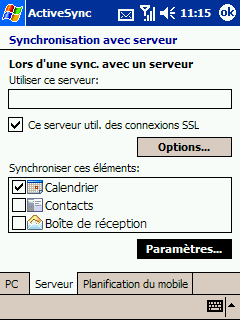 ActiveSync 11:15 ok
Synchronisation avec serveur
Lors d'une sync. avec un serveur
Utiliser ce serveur:
Ce serveur util. des connexions SSL
Options...
Synchroniser ces éléments:
Calendrier
Contacts
Boîte de réception
Paramètres...
PC Serveur Planification du mobile